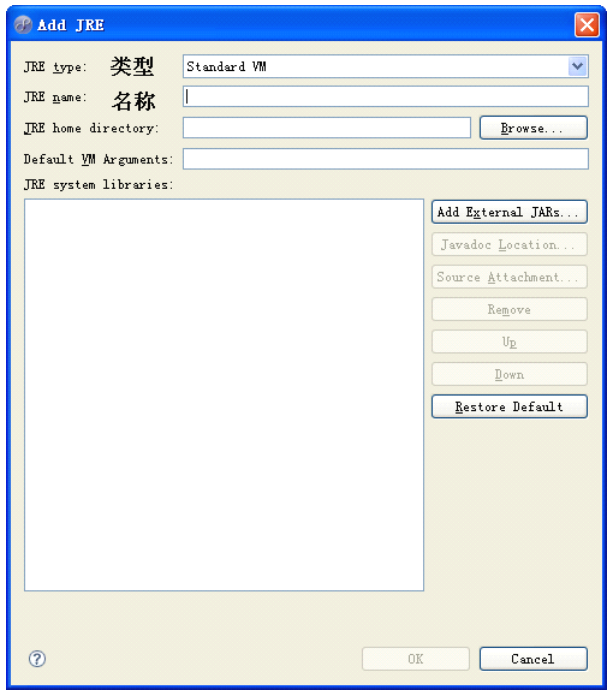 Add JRE
JRE type: 类型 Standard VM
JRE name: 名称
JRE home directory: Browse...
Default VM Arguments:
JRE system libraries:
Add External JARs...
Javadoc Location...
Source Attachment...
Remove
Up
Down
Restore Default
? OK Cancel